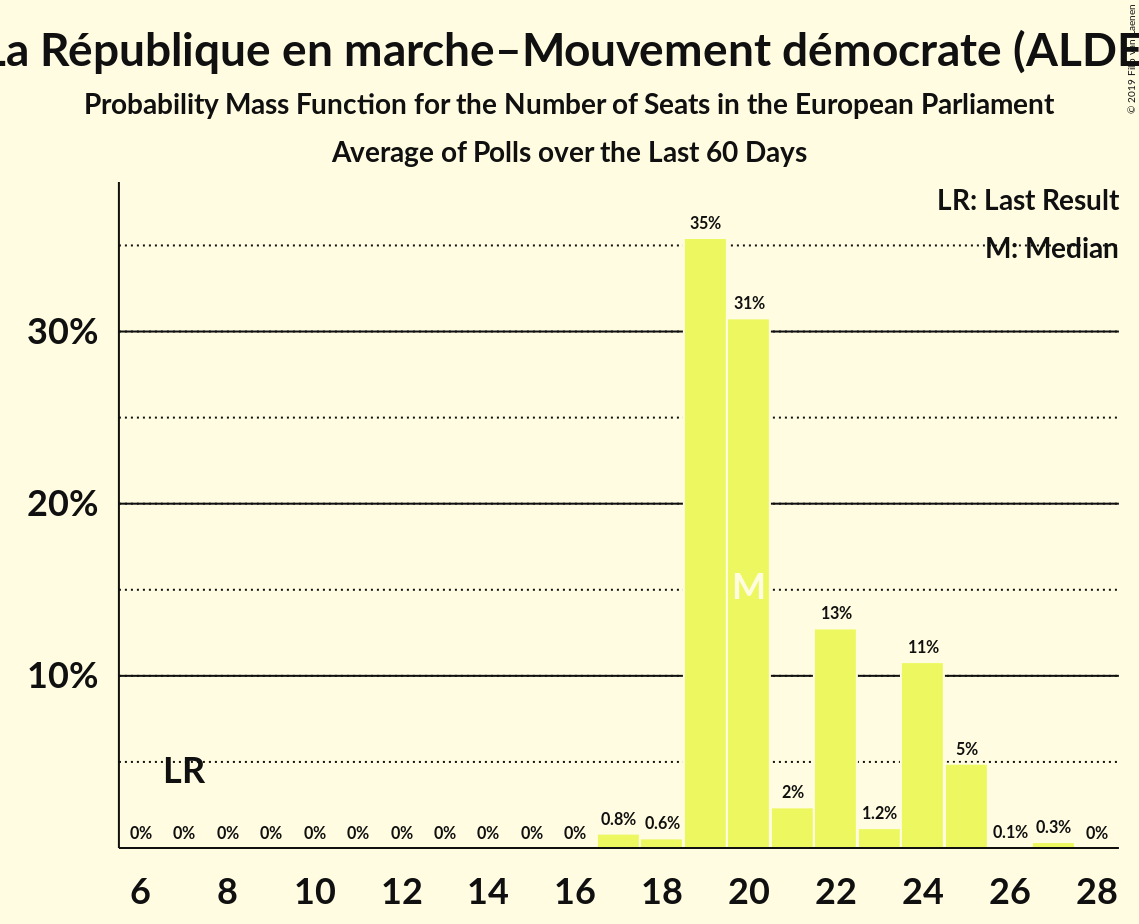 La République en marche–Mouvement démocrate (ALDE
Probability Mass Function for the Number of Seats in the European Parliament
Average of Polls over the Last 60 Days
© 2019 Filip
LR: Last Result
M: Median
35%
31%
30%
20%
M
13%
11%
10%
5%
LR
2%
1.2%
0% 0% 0% 0% 0% 0% 0% 0% 0% 0% 0% 0.8% 0.6% 0.1% 0.3% 0%
6 8 10 12 14 16 18 20 22 24 26 28